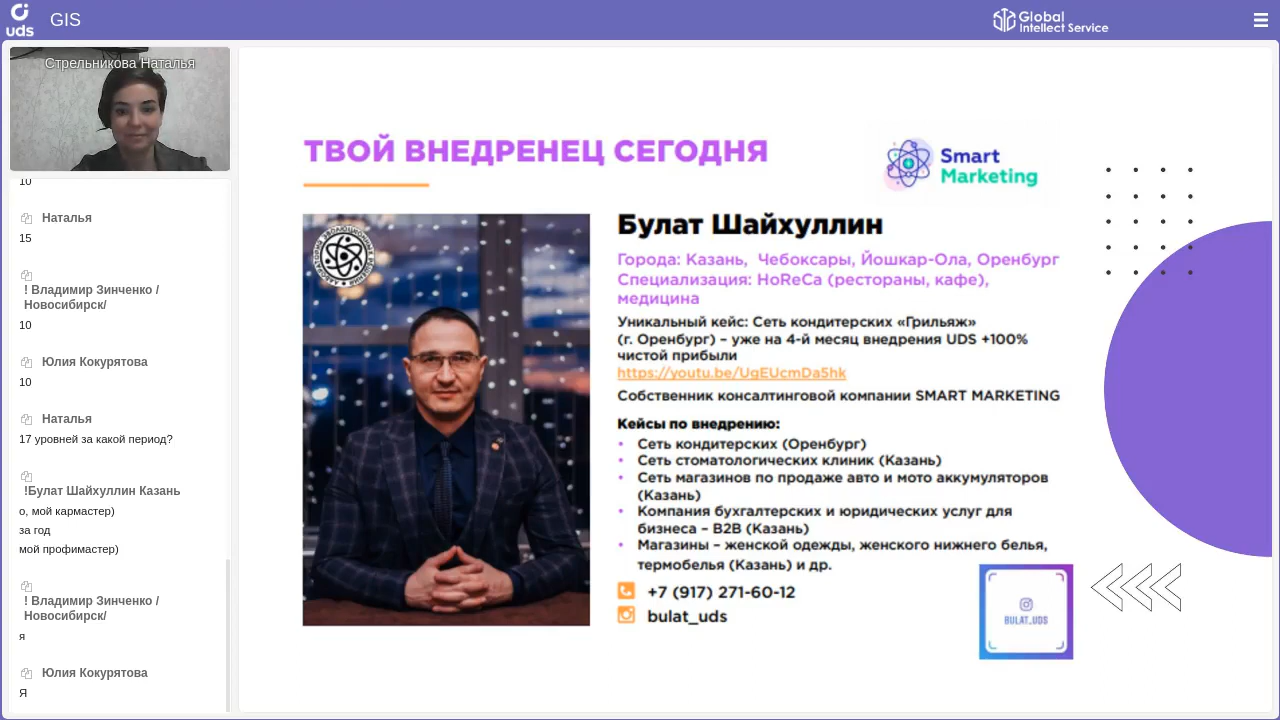 uds
GIS
Global
Intellect Service
Стрельникова Наталья
10
Наталья
15
! Владимир Зинченко /
Новосибирск/
10
Юлия Кокурятова
10
Наталья
17 уровней за какой период?
!Булат Шайхуллин Казань
о, мой кармастер)
за год
мой профимастер)
! Владимир Зинченко /
Новосибирск/
я
Юлия Кокурятова
Я
ТВОЙ ВНЕДРЕНЕЦ СЕГОДНЯ
Smart
Marketing
Булат Шайхуллин
Города: Казань, Чебоксары, Йошкар-Ола, Оренбург
Специализация: HoReCa (рестораны, кафе),
медицина
Уникальный кейс: Сеть кондитерских «Грильяж»
(г. Оренбург) – уже на 4-й месяц внедрения UDS +100%
чистой прибыли
https://youtu.be/UgEUcmDa5hk
Собственник консалтинговой компании SMART MARKETING
Кейсы по внедрению:
• Сеть кондитерских (Оренбург)
• Сеть стоматологических клиник (Казань)
• Сеть магазинов по продаже авто и мото аккумуляторов
(Казань)
• Компания бухгалтерских и юридических услуг для
бизнеса – B2B (Казань)
• Магазины – женской одежды, женского нижнего белья,
термобелья (Казань) и др.
+7 (917) 271-60-12
bulat_uds
BULAT_UDS